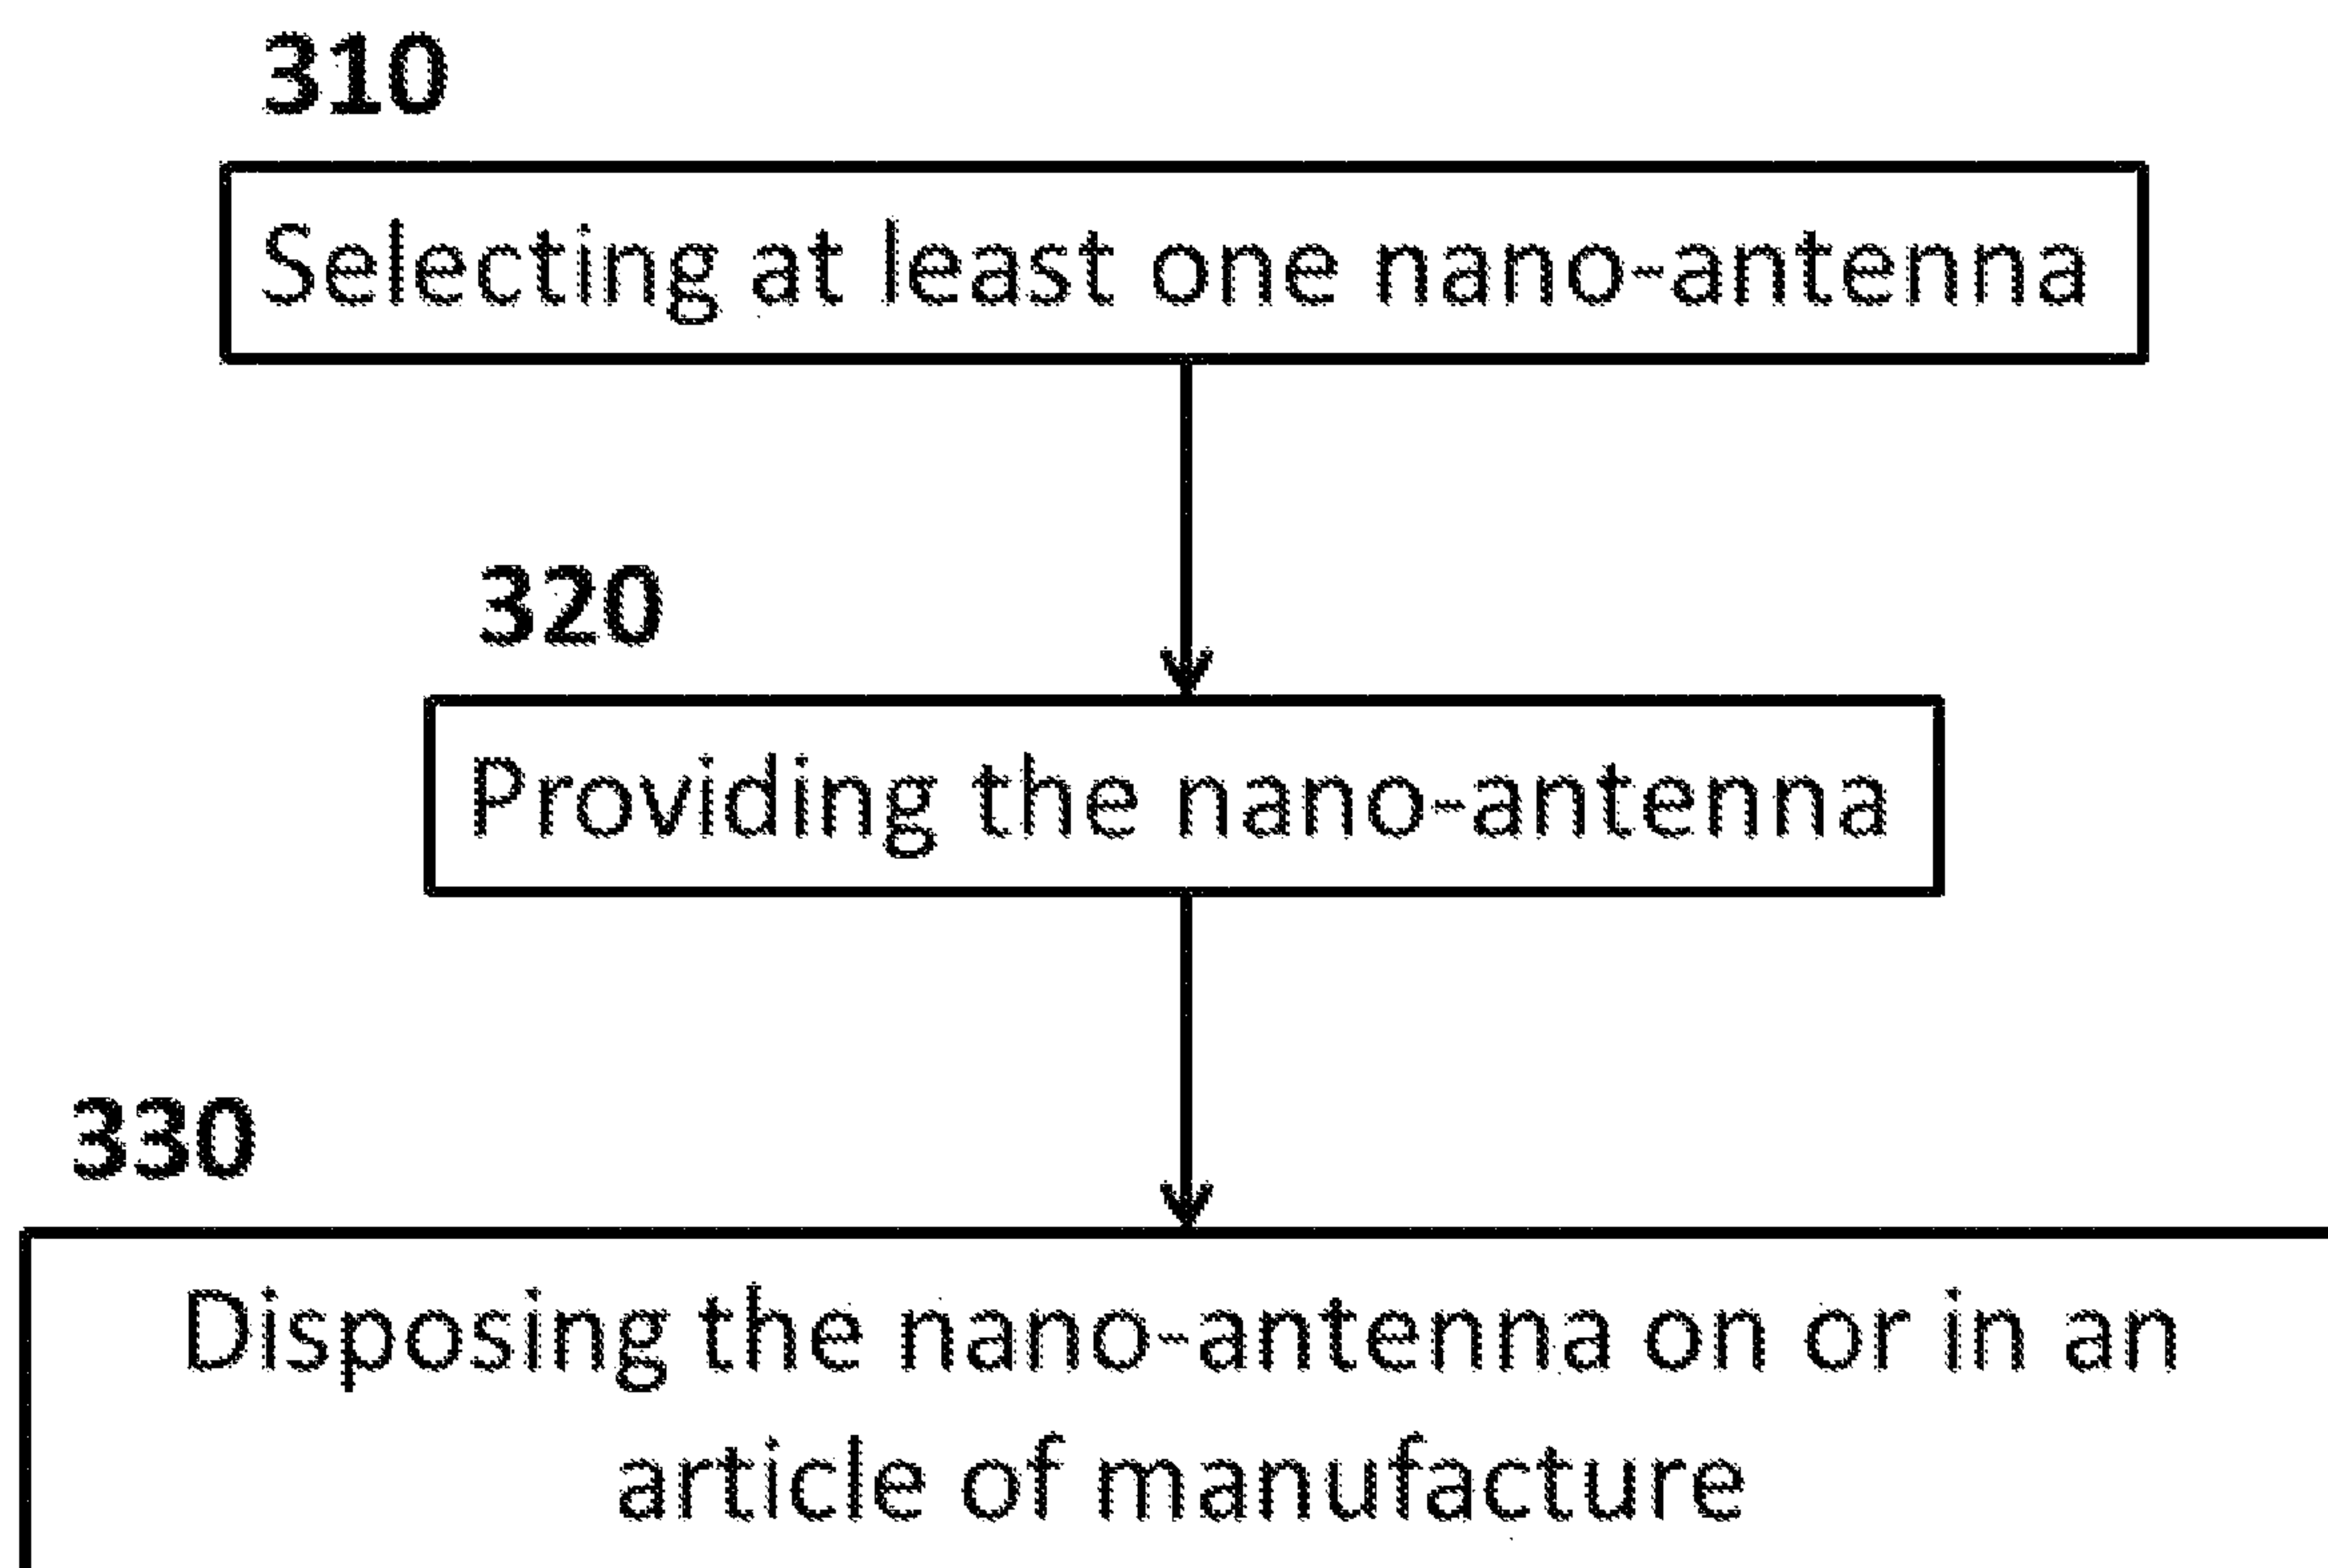 310
Selecting at least one nano-antenna
320
Providing the nano-antenna
330
Disposing the nano-antenna on or in an
article of manufacture